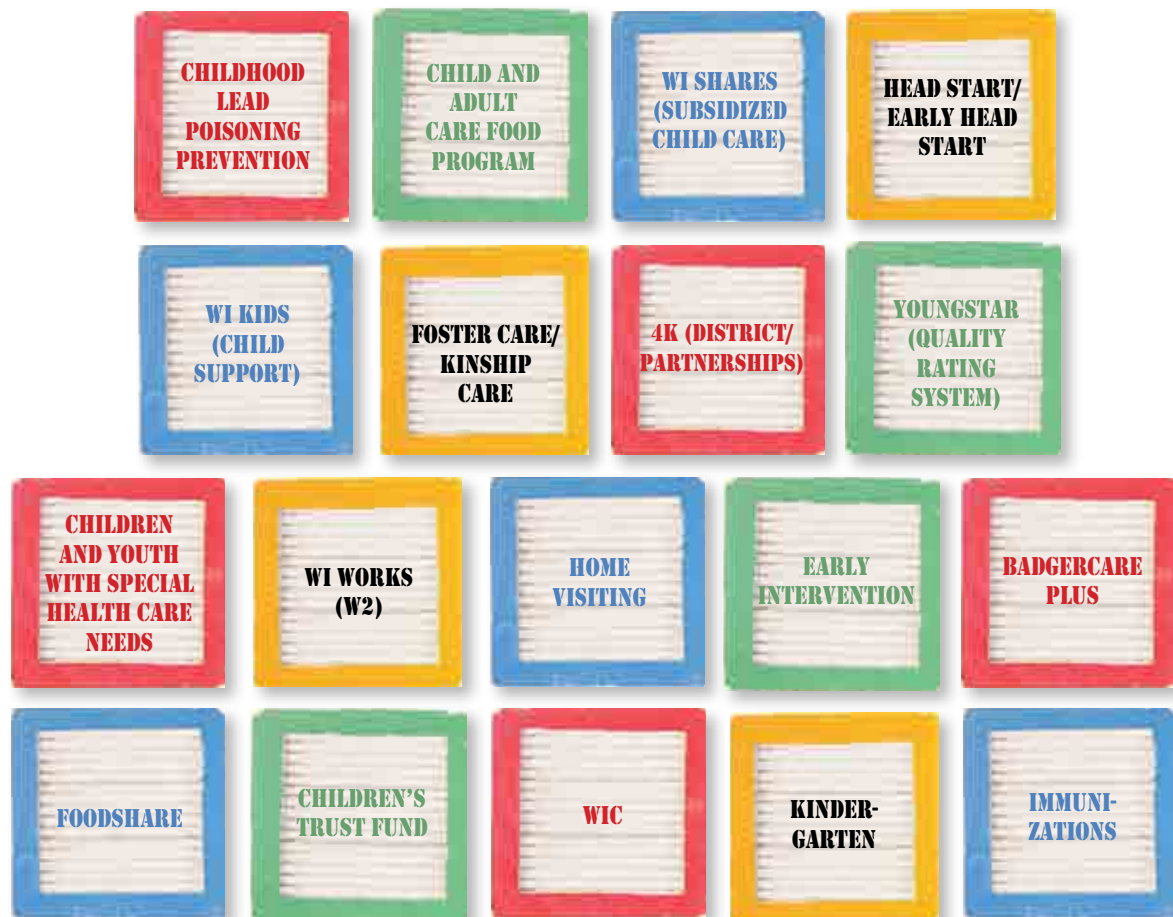 CHILDHOOD
LEAD
POISONING
PREVENTION
CHILD AND
ADULT
CARE FOOD
PROGRAM
WI SHARES
(SUBSIDIZED
CHILD CARE)
HEAD START/
EARLY HEAD
START
WI KIDS
(CHILD
SUPPORT)
FOSTER CARE/
KINSHIP
CARE
4K (DISTRICT/
PARTNERSHIPS)
YOUNGSTAR
(QUALITY
RATING
SYSTEM)
CHILDREN
AND YOUTH
WITH SPECIAL
HEALTH CARE
NEEDS
WI WORKS
(W2)
HOME
VISITING
EARLY
INTERVENTION
BADGERCARE
PLUS
FOODSHARE
CHILDREN'S
TRUST FUND
WIC
KINDER-
GARTEN
IMMUNI-
ZATIONS